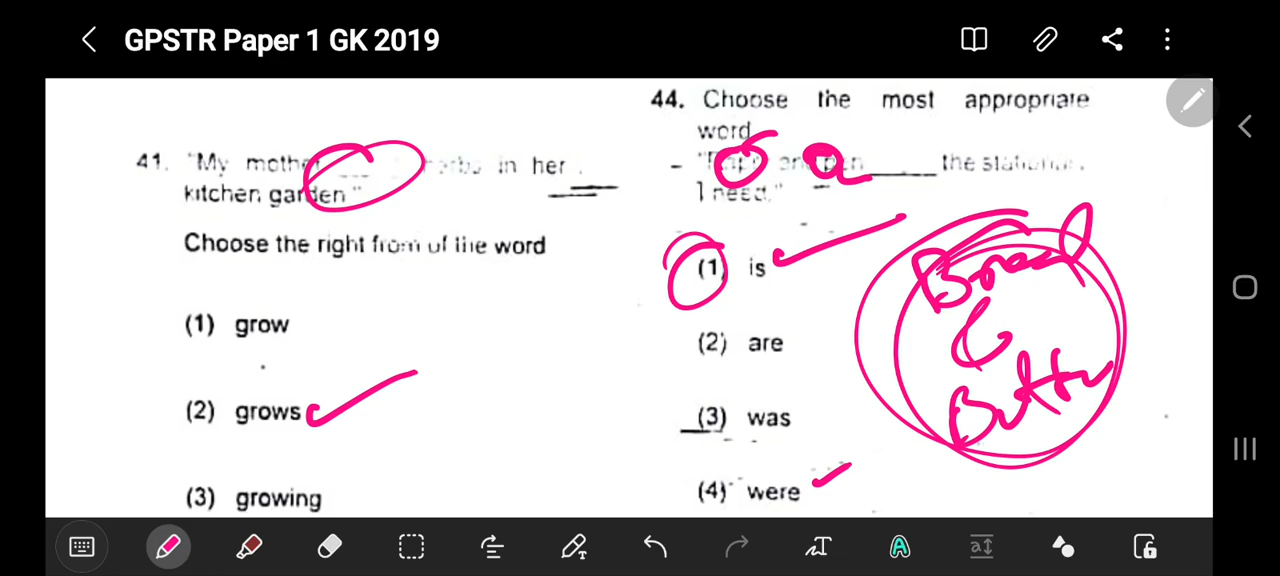 GPSTR Paper 1 GK 2019
41. "My herbs in her
kitchen garden"
Choose the right from of the word
(1) grow
(2) grows
(3) growing
44. Choose the most appropriate
word
the stationary
I need."
(1) is
(2) are
(3) was
(4) were
Bread
&
Butter